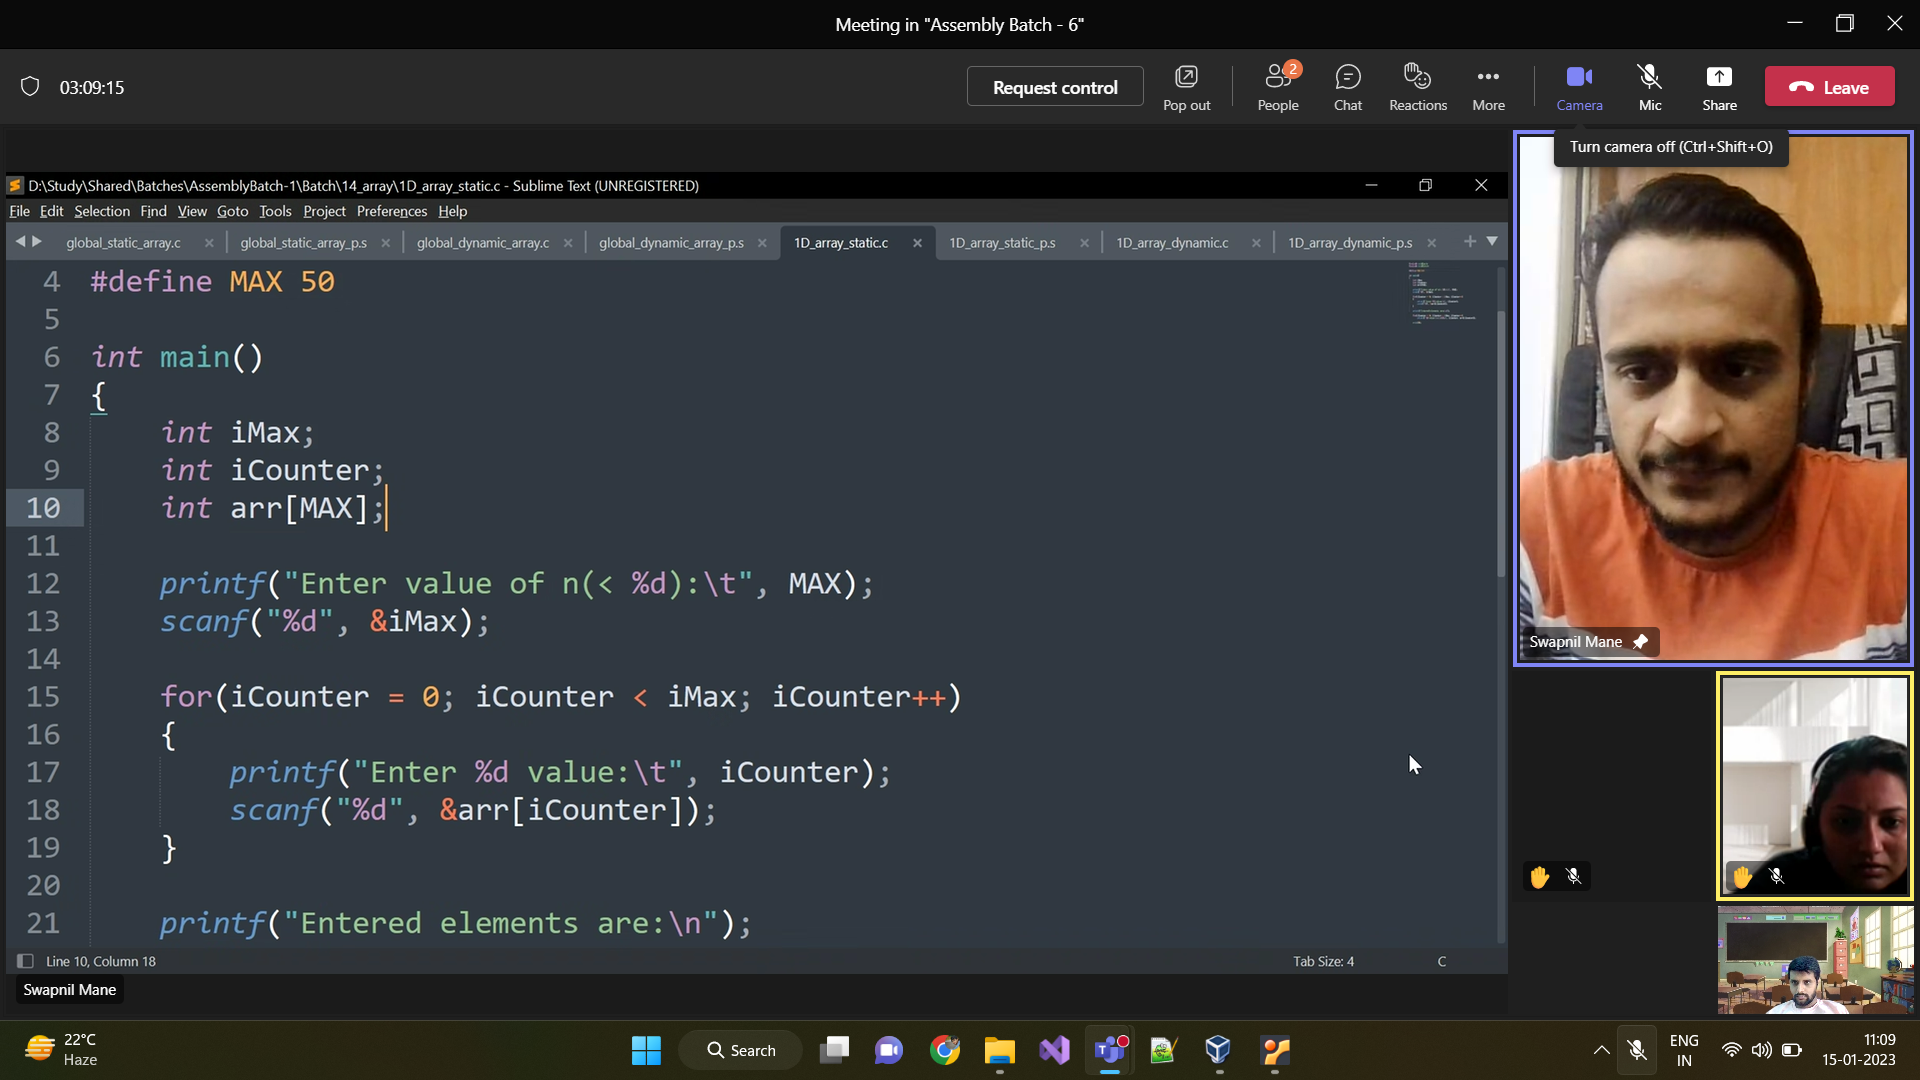 Meeting in "Assembly Batch - 6"
03:09:15
Request control
Pop out
2
People
Chat
Reactions
More
Camera
Mic
Share
Leave
Turn camera off (Ctrl+Shift+O)
D:\Study\Shared\Batches\AssemblyBatch-1\Batch\14_array\1D_array_static.c - Sublime Text (UNREGISTERED)
File Edit Selection Find View Goto Tools Project Preferences Help
global_static_array.c
global_static_array_p.s
global_dynamic_array.c
global_dynamic_array_p.s
1D_array_static.c
1D_array_static_p.s
1D_array_dynamic.c
1D_array_dynamic_p.s
4 #define MAX 50
5
6 int main()
7 {
8 int iMax;
9 int iCounter;
10 int arr[MAX];
11
12 printf("Enter value of n(< %d):\t", MAX);
13 scanf("%d", &iMax);
14
15 for(iCounter = 0; iCounter < iMax; iCounter++)
16 {
17 printf("Enter %d value:\t", iCounter);
18 scanf("%d", &arr[iCounter]);
19 }
20
21 printf("Entered elements are:\n");
Line 10, Column 18
Tab Size: 4
C
Swapnil Mane
Swapnil Mane
22°C
Haze
Search
ENG
IN
11:09
15-01-2023